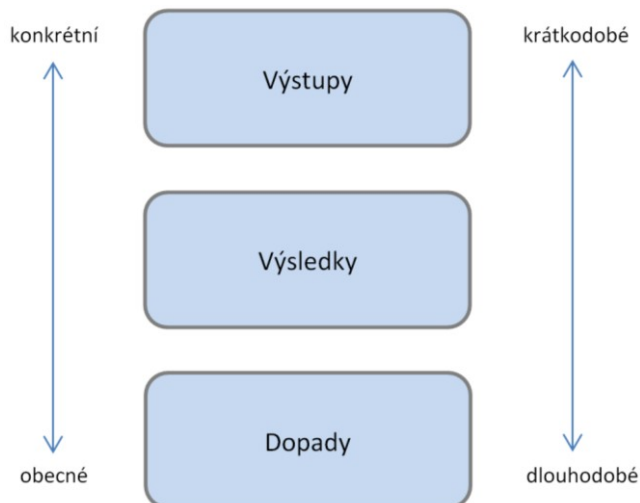 konkrétní
krátkodobé
Výstupy
Výsledky
Dopady
obecné
dlouhodobé